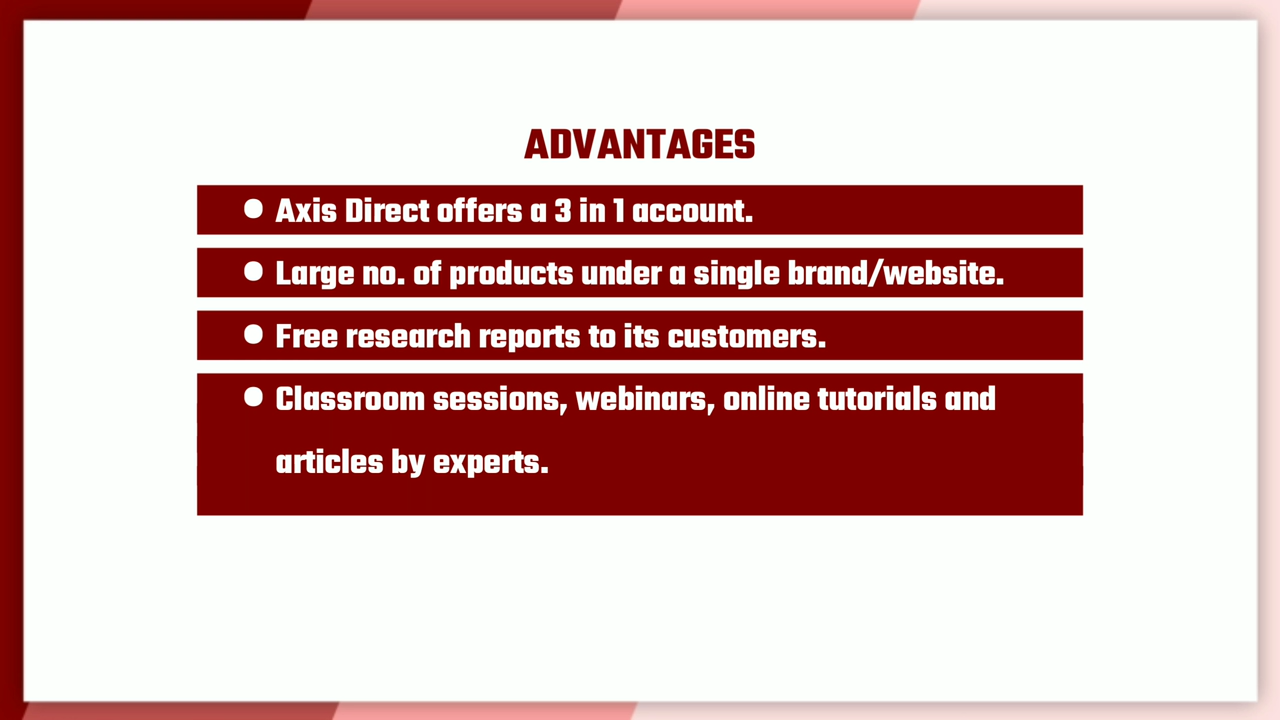 ADVANTAGES
● Axis Direct offers a 3 in 1 account.
● Large no. of products under a single brand/website.
● Free research reports to its customers.
● Classroom sessions, webinars, online tutorials and
articles by experts.